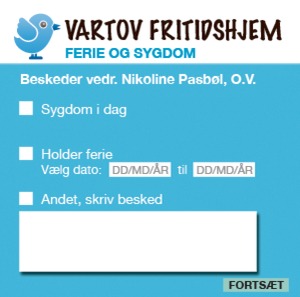 VARTOV FRITIDSHJEM
FERIE OG SYGDOM
Beskeder vedr. Nikoline Pasbøl, O.V.
Sygdom i dag
Holder ferie
Vælg dato: DD/MD/ÅR til DD/MD/ÅR
Andet, skriv besked
FORTSÆT